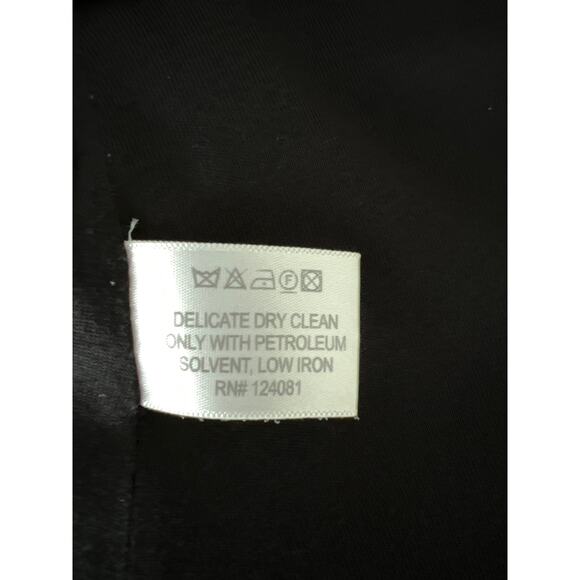 DELICATE DRY CLEAN
ONLY WITH PETROLEUM
SOLVENT, LOW IRON
RN# 124081